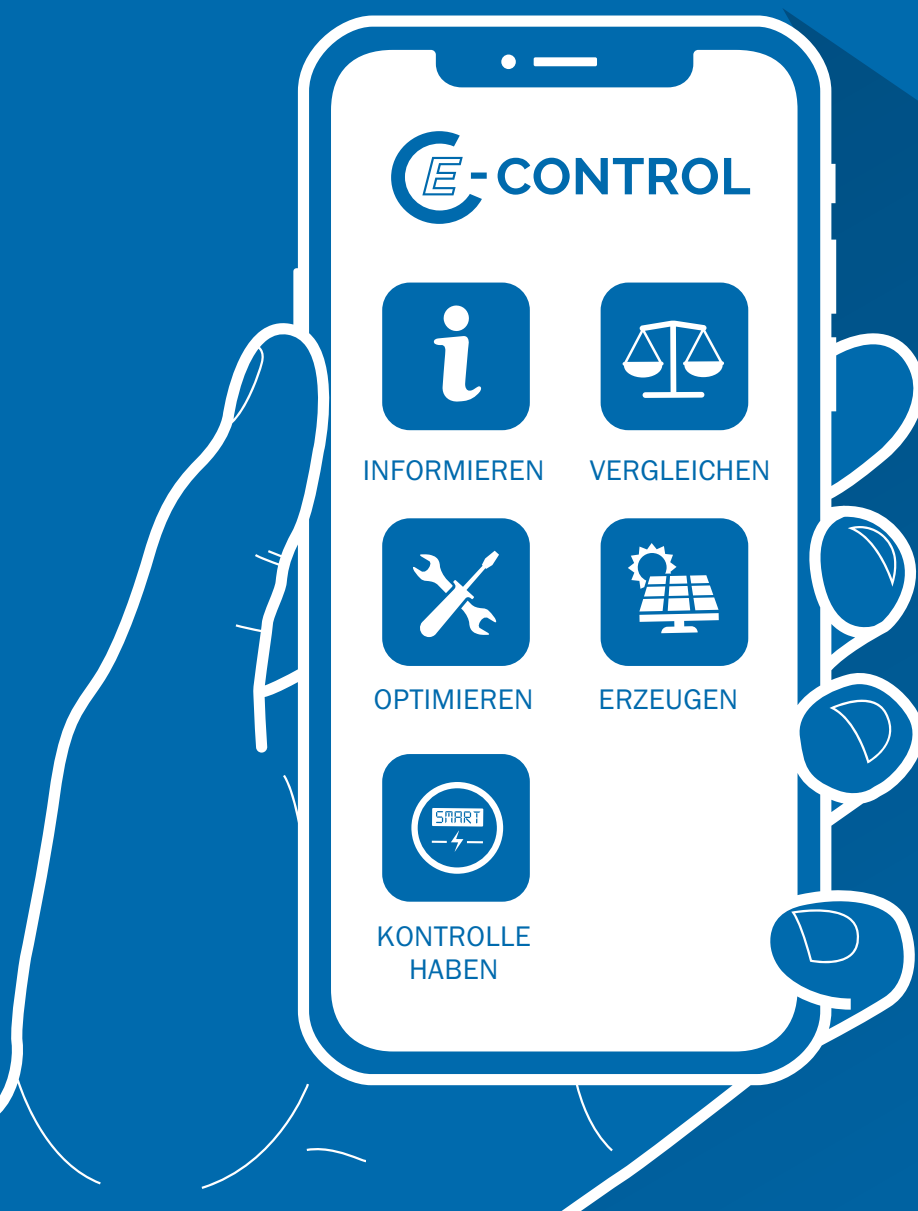 E-CONTROL
INFORMIEREN
VERGLEICHEN
OPTIMIEREN
ERZEUGEN
SMART
KONTROLLE
HABEN